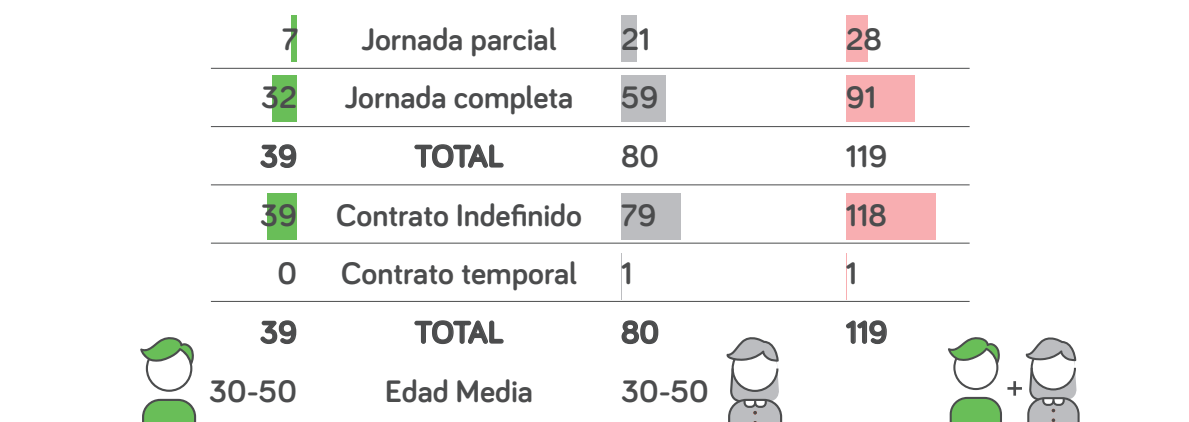 7 Jornada parcial 21 28
32 Jornada completa 59 91
39 TOTAL 80 119
39 Contrato Indefinido 79 118
0 Contrato temporal 1 1
39 TOTAL 80 119
30-50 Edad Media 30-50 +